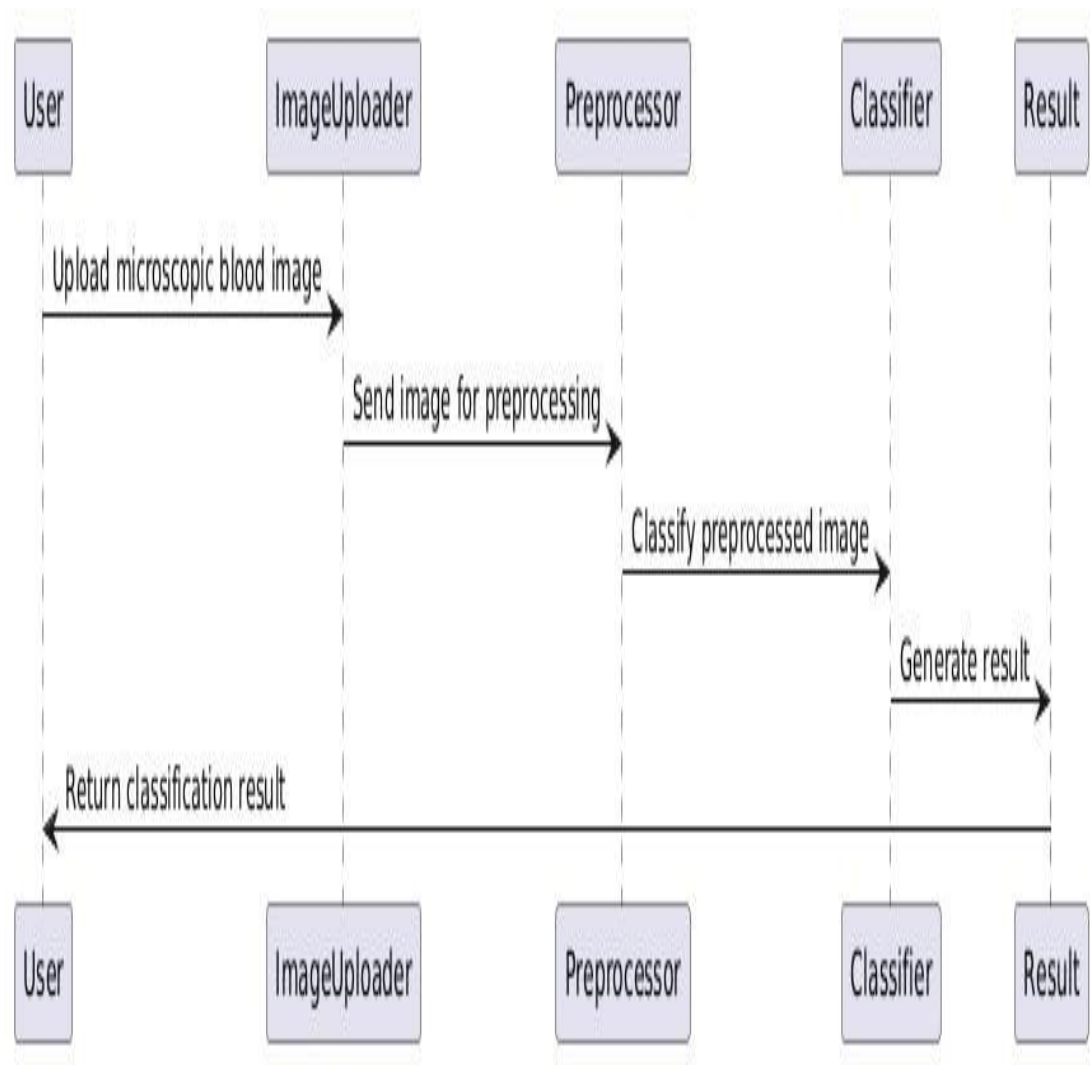 User
ImageUploader
Preprocessor
Classifier
Result
Upload microscopic blood image
Send image for preprocessing
Classify preprocessed image
Generate result
Return classification result
User
ImageUploader
Preprocessor
Classifier
Result